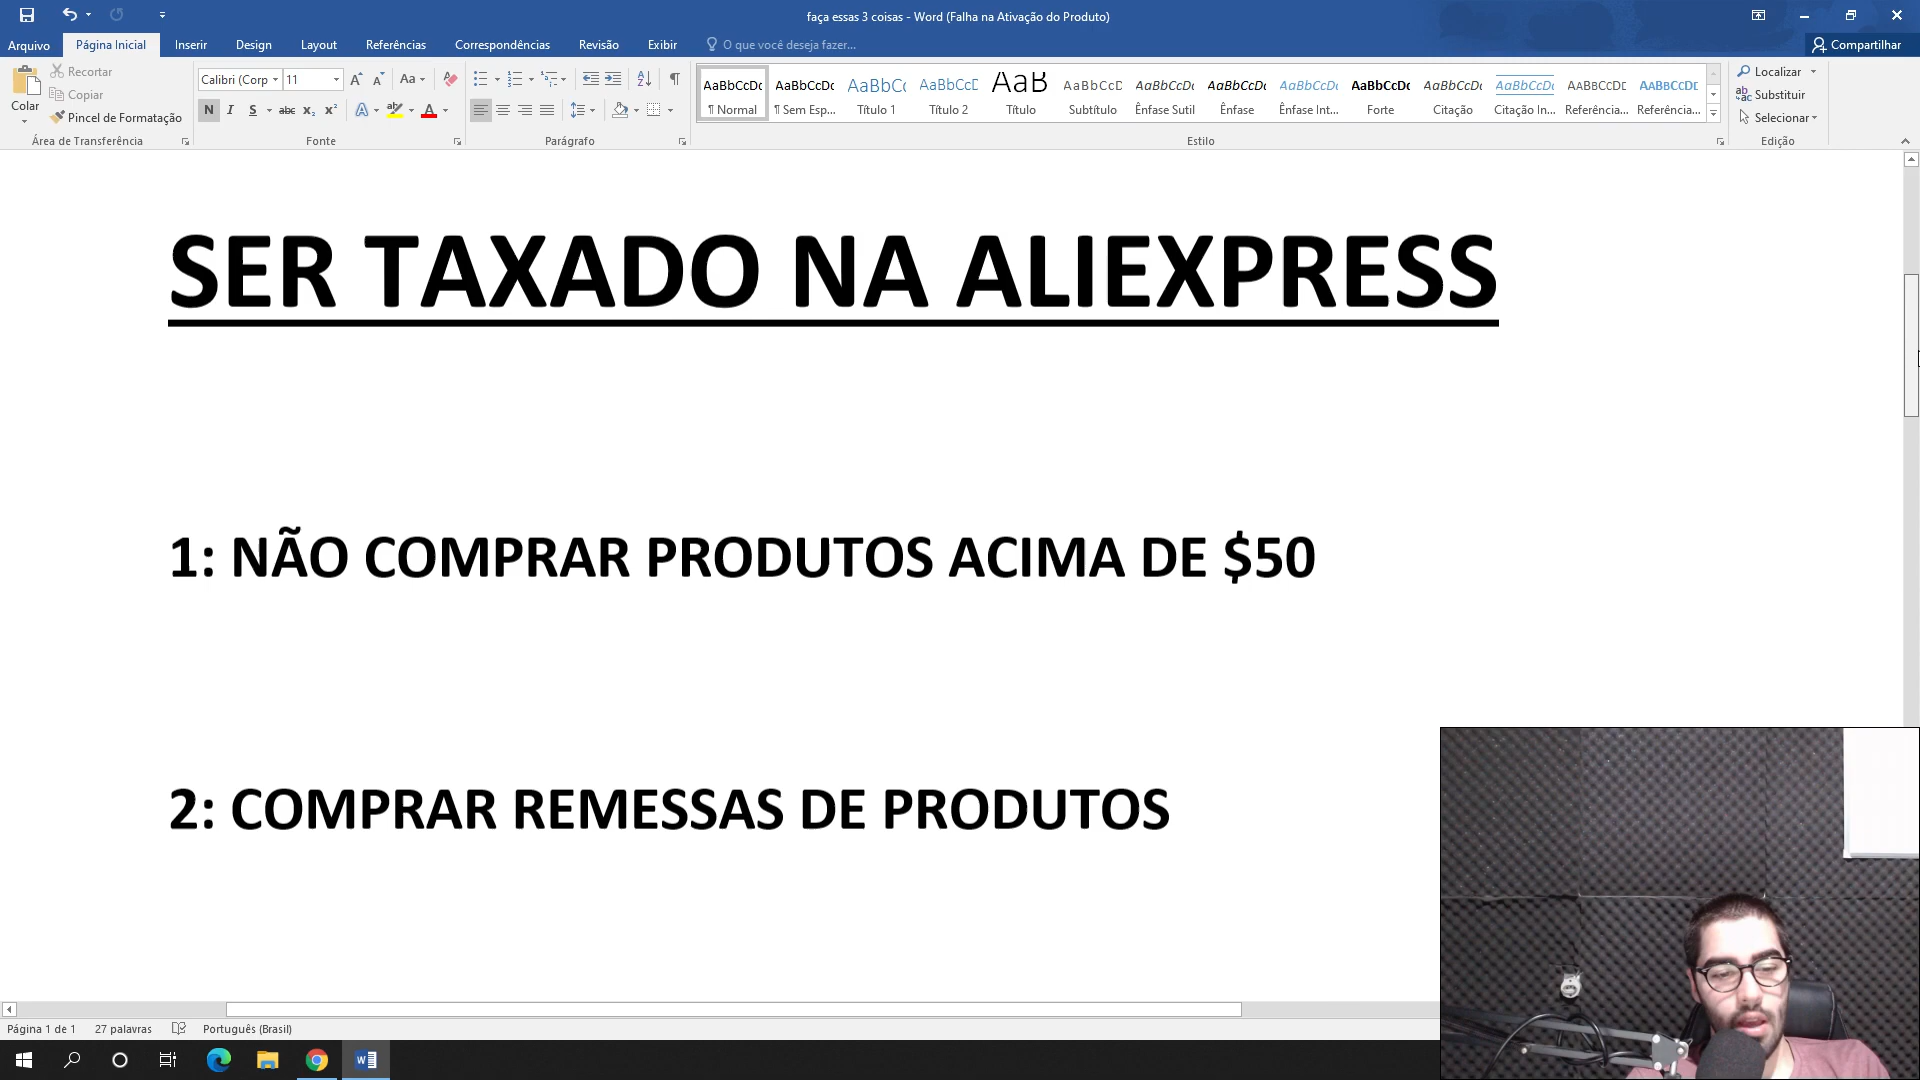 faça essas 3 coisas - Word (Falha na Ativação do Produto)
Arquivo Página Inicial Inserir Design Layout Referências Correspondências Revisão Exibir O que você deseja fazer... Compartilhar
Recortar
Copiar
Pincel de Formatação
Colar
Área de Transferência
Calibri (Corp 11 Aa
N I S abc x₂ x² A A
Fonte
Parágrafo
AaBbCcDc AaBbCcDc AaBbCc AaBbCcD AaB AaBbCcD AaBbCcDc AaBbCcDc AaBbCcDc AaBbCcDc AaBbCcDc AaBbCcDc AABBCCDE AABBCCDE
¶ Normal ¶ Sem Esp... Título 1 Título 2 Título Subtítulo Ênfase Sutil Ênfase Ênfase Int... Forte Citação Citação In... Referência... Referência...
Estilo
Localizar
Substituir
Selecionar
Edição
SER TAXADO NA ALIEXPRESS
1: NÃO COMPRAR PRODUTOS ACIMA DE $50
2: COMPRAR REMESSAS DE PRODUTOS
Página 1 de 1 27 palavras Português (Brasil)